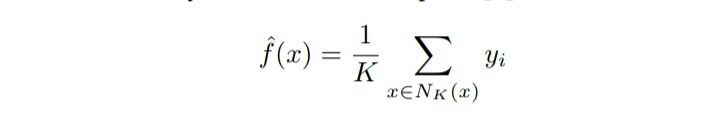 f̂(x) = 1/K ∑_{x∈N_K(x)} y_i